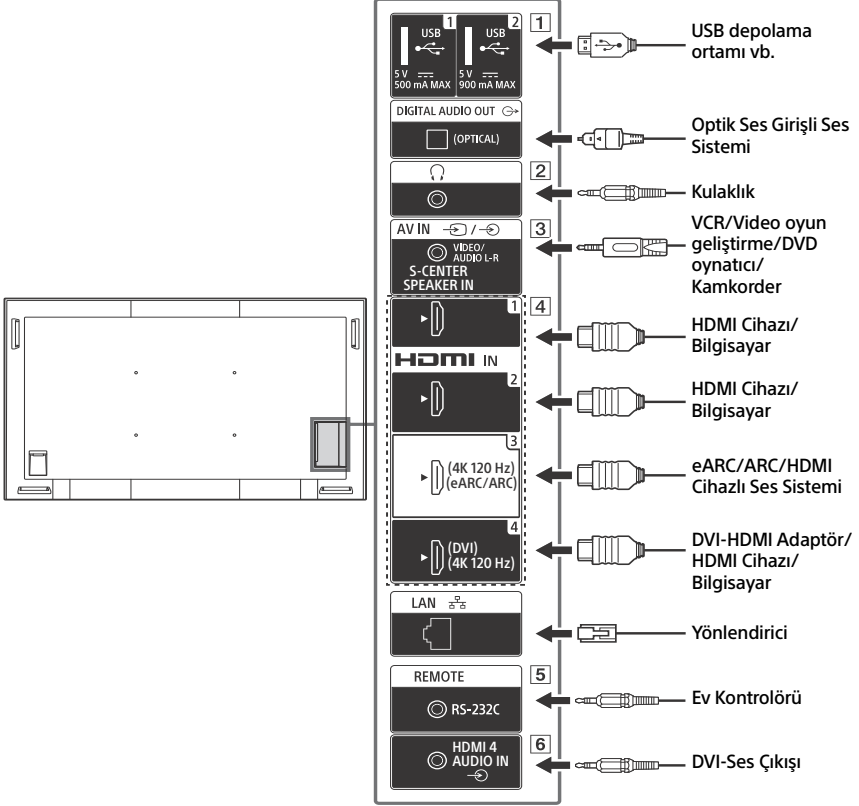 1
USB
5 V
500 mA MAX
2
USB
5 V
900 mA MAX
1
USB depolama
ortamı vb.
DIGITAL AUDIO OUT
(OPTICAL)
Optik Ses Girişli Ses
Sistemi
2
Kulaklık
AV IN /
3
VİDEO/
AUDIO L-R
S-CENTER
SPEAKER IN
VCR/Video oyun
geliştirme/DVD
oynatıcı/
Kamkorder
1
4
HDMI Cihazı/
Bilgisayar
HDMI IN
2
HDMI Cihazı/
Bilgisayar
3
(4K 120 Hz)
(eARC/ARC)
eARC/ARC/HDMI
Cihazlı Ses Sistemi
4
(DVI)
(4K 120 Hz)
DVI-HDMI Adaptör/
HDMI Cihazı/
Bilgisayar
LAN
Yönlendirici
REMOTE
5
RS-232C
Ev Kontrolörü
6
HDMI 4
AUDIO IN
DVI-Ses Çıkışı